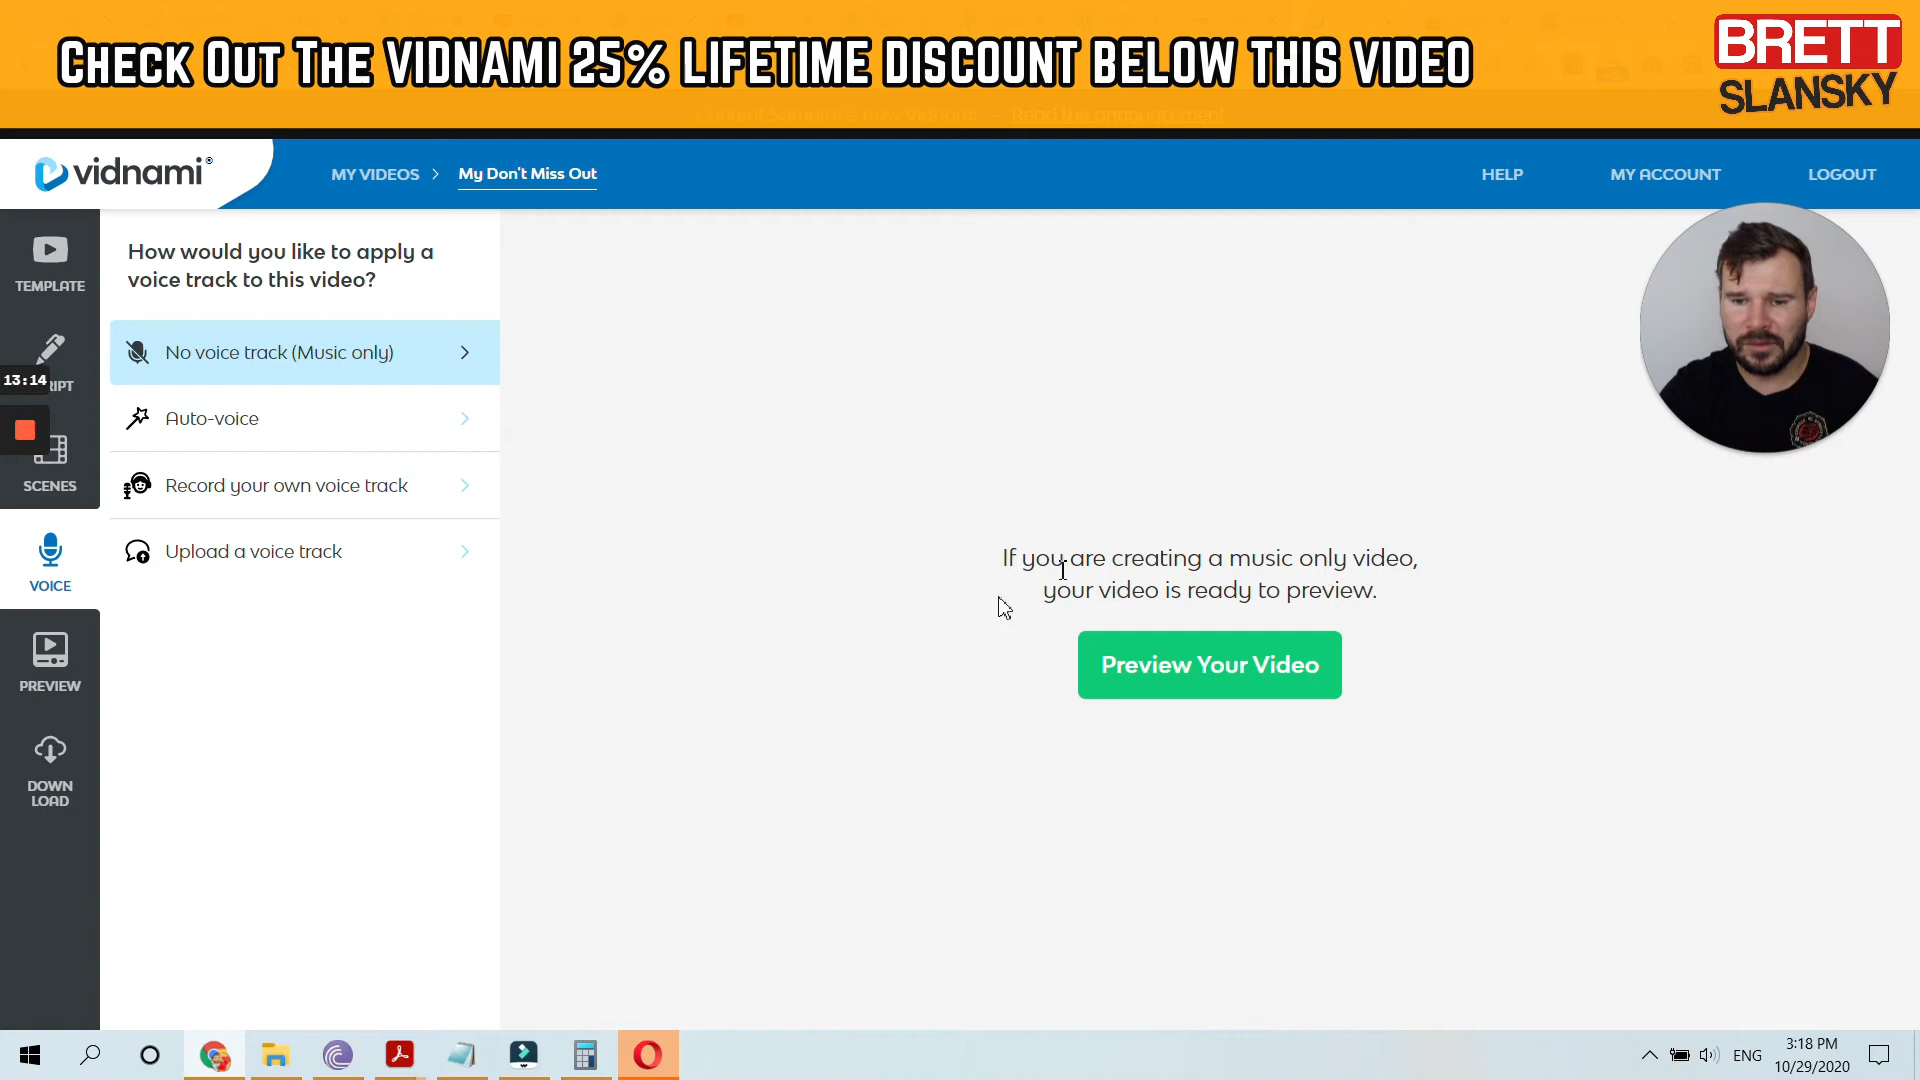 CHECK OUT THE VIDNAMI 25% LIFETIME DISCOUNT BELOW THIS VIDEO
BRETT
SLANSKY
Read the announcement
vidnami®
MY VIDEOS > My Don't Miss Out
HELP
MY ACCOUNT
LOGOUT
TEMPLATE
13:14
IPT
SCENES
VOICE
PREVIEW
DOWN
LOAD
How would you like to apply a
voice track to this video?
No voice track (Music only)
Auto-voice
Record your own voice track
Upload a voice track
If you are creating a music only video,
your video is ready to preview.
Preview Your Video
ENG
3:18 PM
10/29/2020